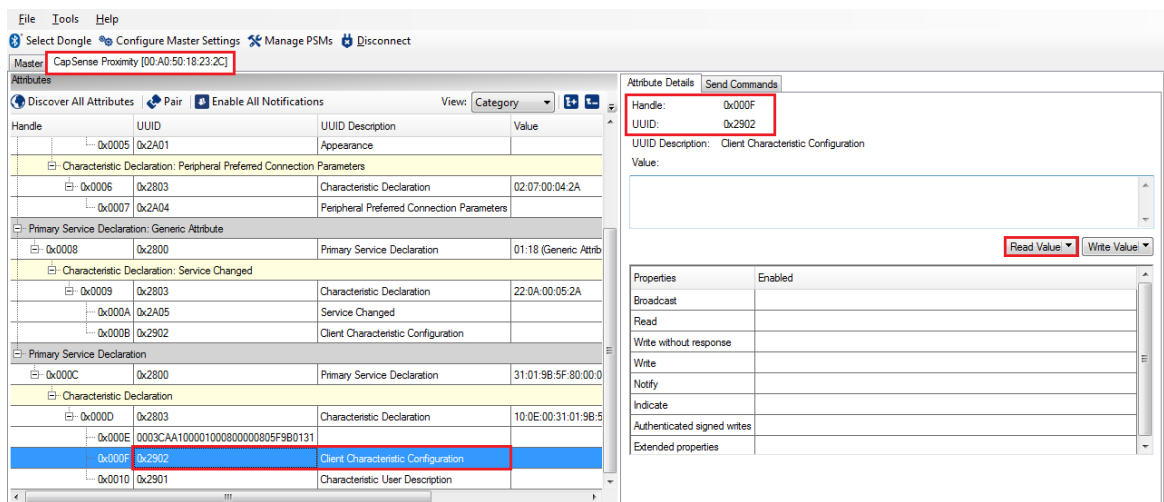 File Tools Help
Select Dongle Configure Master Settings Manage PSMs Disconnect
Master CapSense Proximity [00:A0:50:18:23:2C]
Attributes
Discover All Attributes Pair Enable All Notifications View: Category
Handle UUID UUID Description Value
0x0005 0x2A01 Appearance
Characteristic Declaration: Peripheral Preferred Connection Parameters
0x0006 0x2803 Characteristic Declaration 02:07:00:04:2A
0x0007 0x2A04 Peripheral Preferred Connection Parameters
Primary Service Declaration: Generic Attribute
0x0008 0x2800 Primary Service Declaration 01:18 (Generic Attrib
Characteristic Declaration: Service Changed
0x0009 0x2803 Characteristic Declaration 22:0A:00:05:2A
0x000A 0x2A05 Service Changed
0x000B 0x2902 Client Characteristic Configuration
Primary Service Declaration
0x000C 0x2800 Primary Service Declaration 31:01:9B:5F:80:00:0
Characteristic Declaration
0x000D 0x2803 Characteristic Declaration 10:0E:00:31:01:9B:5
0x000E 0003CAA100001000800000805F9B0131
0x000F 0x2902 Client Characteristic Configuration
0x0010 0x2901 Characteristic User Description
Attribute Details Send Commands
Handle: 0x000F
UUID: 0x2902
UUID Description: Client Characteristic Configuration
Value:
Read Value Write Value
Properties Enabled
Broadcast
Read
Write without response
Write
Notify
Indicate
Authenticated signed writes
Extended properties